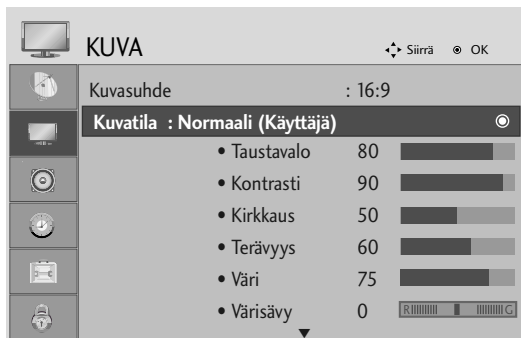 KUVA
Siirrä ◉ OK
Kuvasuhde : 16:9
Kuvatila : Normaali (Käyttäjä) ◉
• Taustavalo 80
• Kontrasti 90
• Kirkkaus 50
• Terävyys 60
• Väri 75
• Värisävy 0 R G
▼